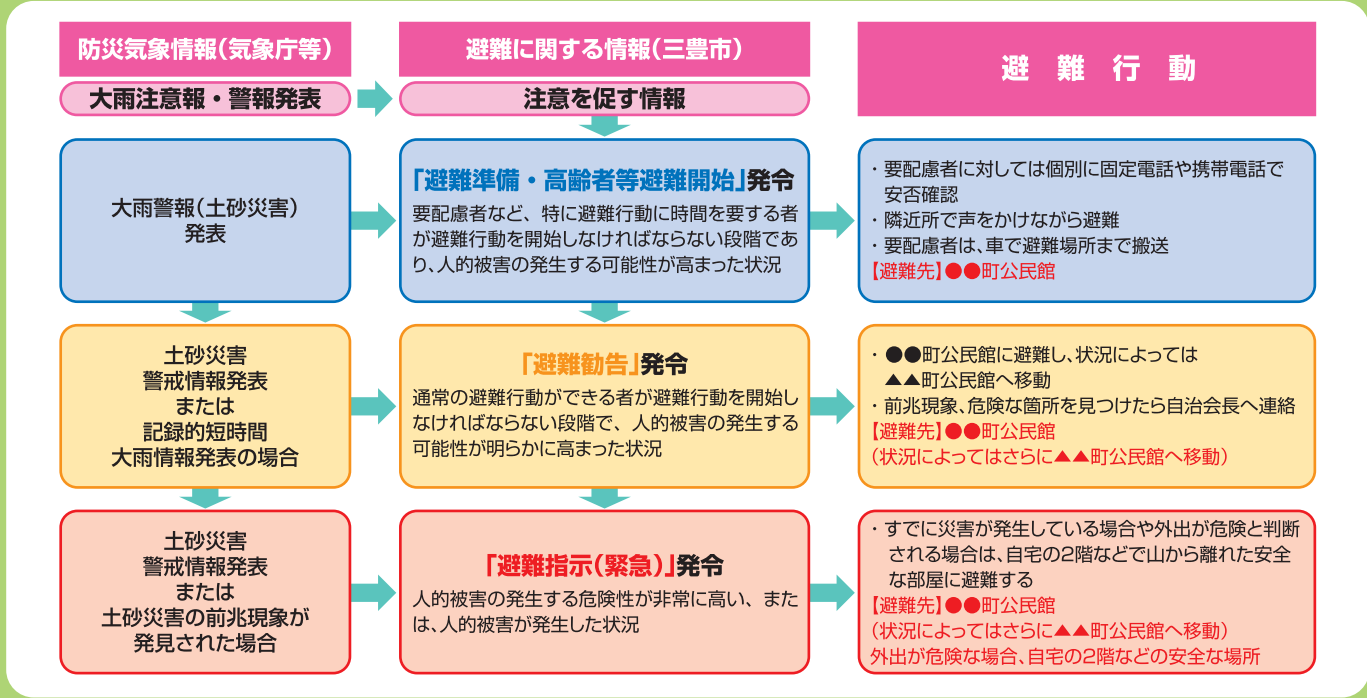 防災気象情報(気象庁等)
避難に関する情報(三豊市)
避難行動
大雨注意報・警報発表
注意を促す情報
大雨警報(土砂災害)
発表
「避難準備・高齢者等避難開始」発令
要配慮者など、特に避難行動に時間を要する者
が避難行動を開始しなければならない段階であ
り、人的被害の発生する可能性が高まった状況
・要配慮者に対しては個別に固定電話や携帯電話で
安否確認
・隣近所で声をかけながら避難
・要配慮者は、車で避難場所まで搬送
【避難先】●●町公民館
土砂災害
警戒情報発表
または
記録的短時間
大雨情報発表の場合
「避難勧告」発令
通常の避難行動ができる者が避難行動を開始し
なければならない段階で、人的被害の発生する
可能性が明らかに高まった状況
・●●町公民館に避難し、状況によっては
▲▲町公民館へ移動
・前兆現象、危険な箇所を見つけたら自治会長へ連絡
【避難先】●●町公民館
(状況によってはさらに▲▲町公民館へ移動)
土砂災害
警戒情報発表
または
土砂災害の前兆現象が
発見された場合
「避難指示(緊急)」発令
人的被害の発生する危険性が非常に高い、また
は、人的被害が発生した状況
・すでに災害が発生している場合や外出が危険と判断
される場合は、自宅の2階などで山から離れた安全
な部屋に避難する
【避難先】●●町公民館
(状況によってはさらに▲▲町公民館へ移動)
外出が危険な場合、自宅の2階などの安全な場所